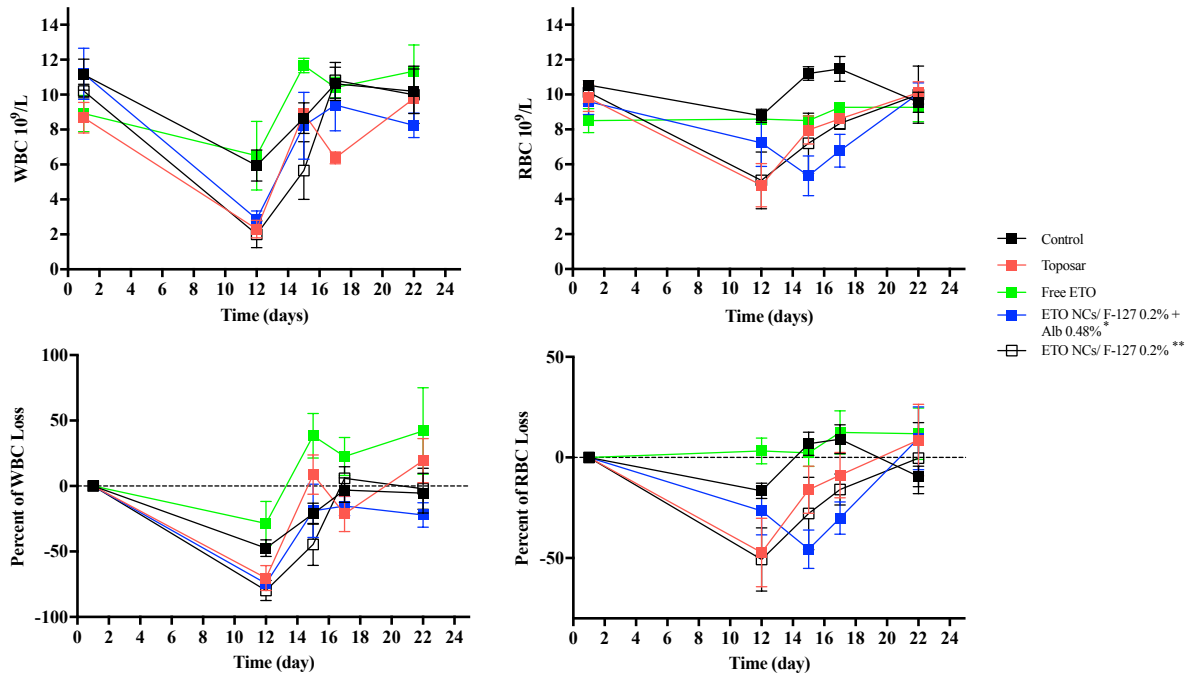 WBC 10⁹/L
14
12
10
8
6
4
2
0
0 2 4 6 8 10 12 14 16 18 20 22 24
Time (days)
RBC 10⁹/L
14
12
10
8
6
4
2
0
0 2 4 6 8 10 12 14 16 18 20 22 24
Time (days)
Control
Toposar
Free ETO
ETO NCs/ F-127 0.2% +
Alb 0.48% *
ETO NCs/ F-127 0.2% **
Percent of WBC Loss
100
50
0
-50
-100
0 2 4 6 8 10 12 14 16 18 20 22 24
Time (day)
Percent of RBC Loss
50
0
-50
0 2 4 6 8 10 12 14 16 18 20 22 24
Time (day)